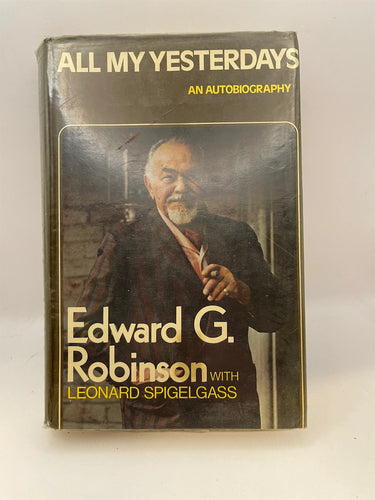 ALL MY YESTERDAYS
AN AUTOBIOGRAPHY
Edward G.
Robinson WITH
LEONARD SPIGELGASS